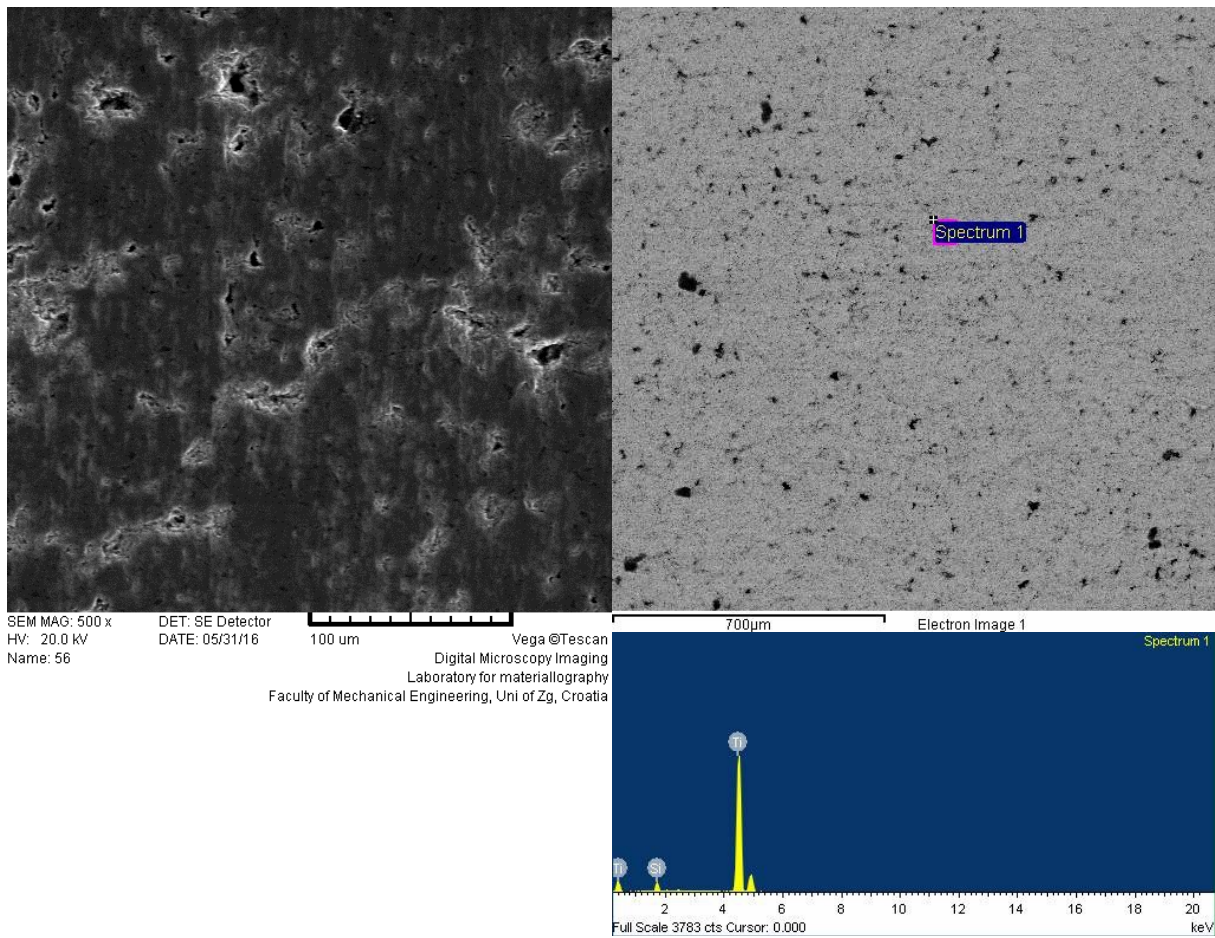 SEM MAG: 500 x DET: SE Detector
HV: 20.0 kV DATE: 05/31/16 100 um Vega ©Tescan
Name: 56 Digital Microscopy Imaging
Laboratory for materiallography
Faculty of Mechanical Engineering, Uni of Zg, Croatia
Spectrum 1
700µm Electron Image 1
Spectrum 1
Ti
Ti Si
2 4 6 8 10 12 14 16 18 20
Full Scale 3783 cts Cursor: 0.000 keV